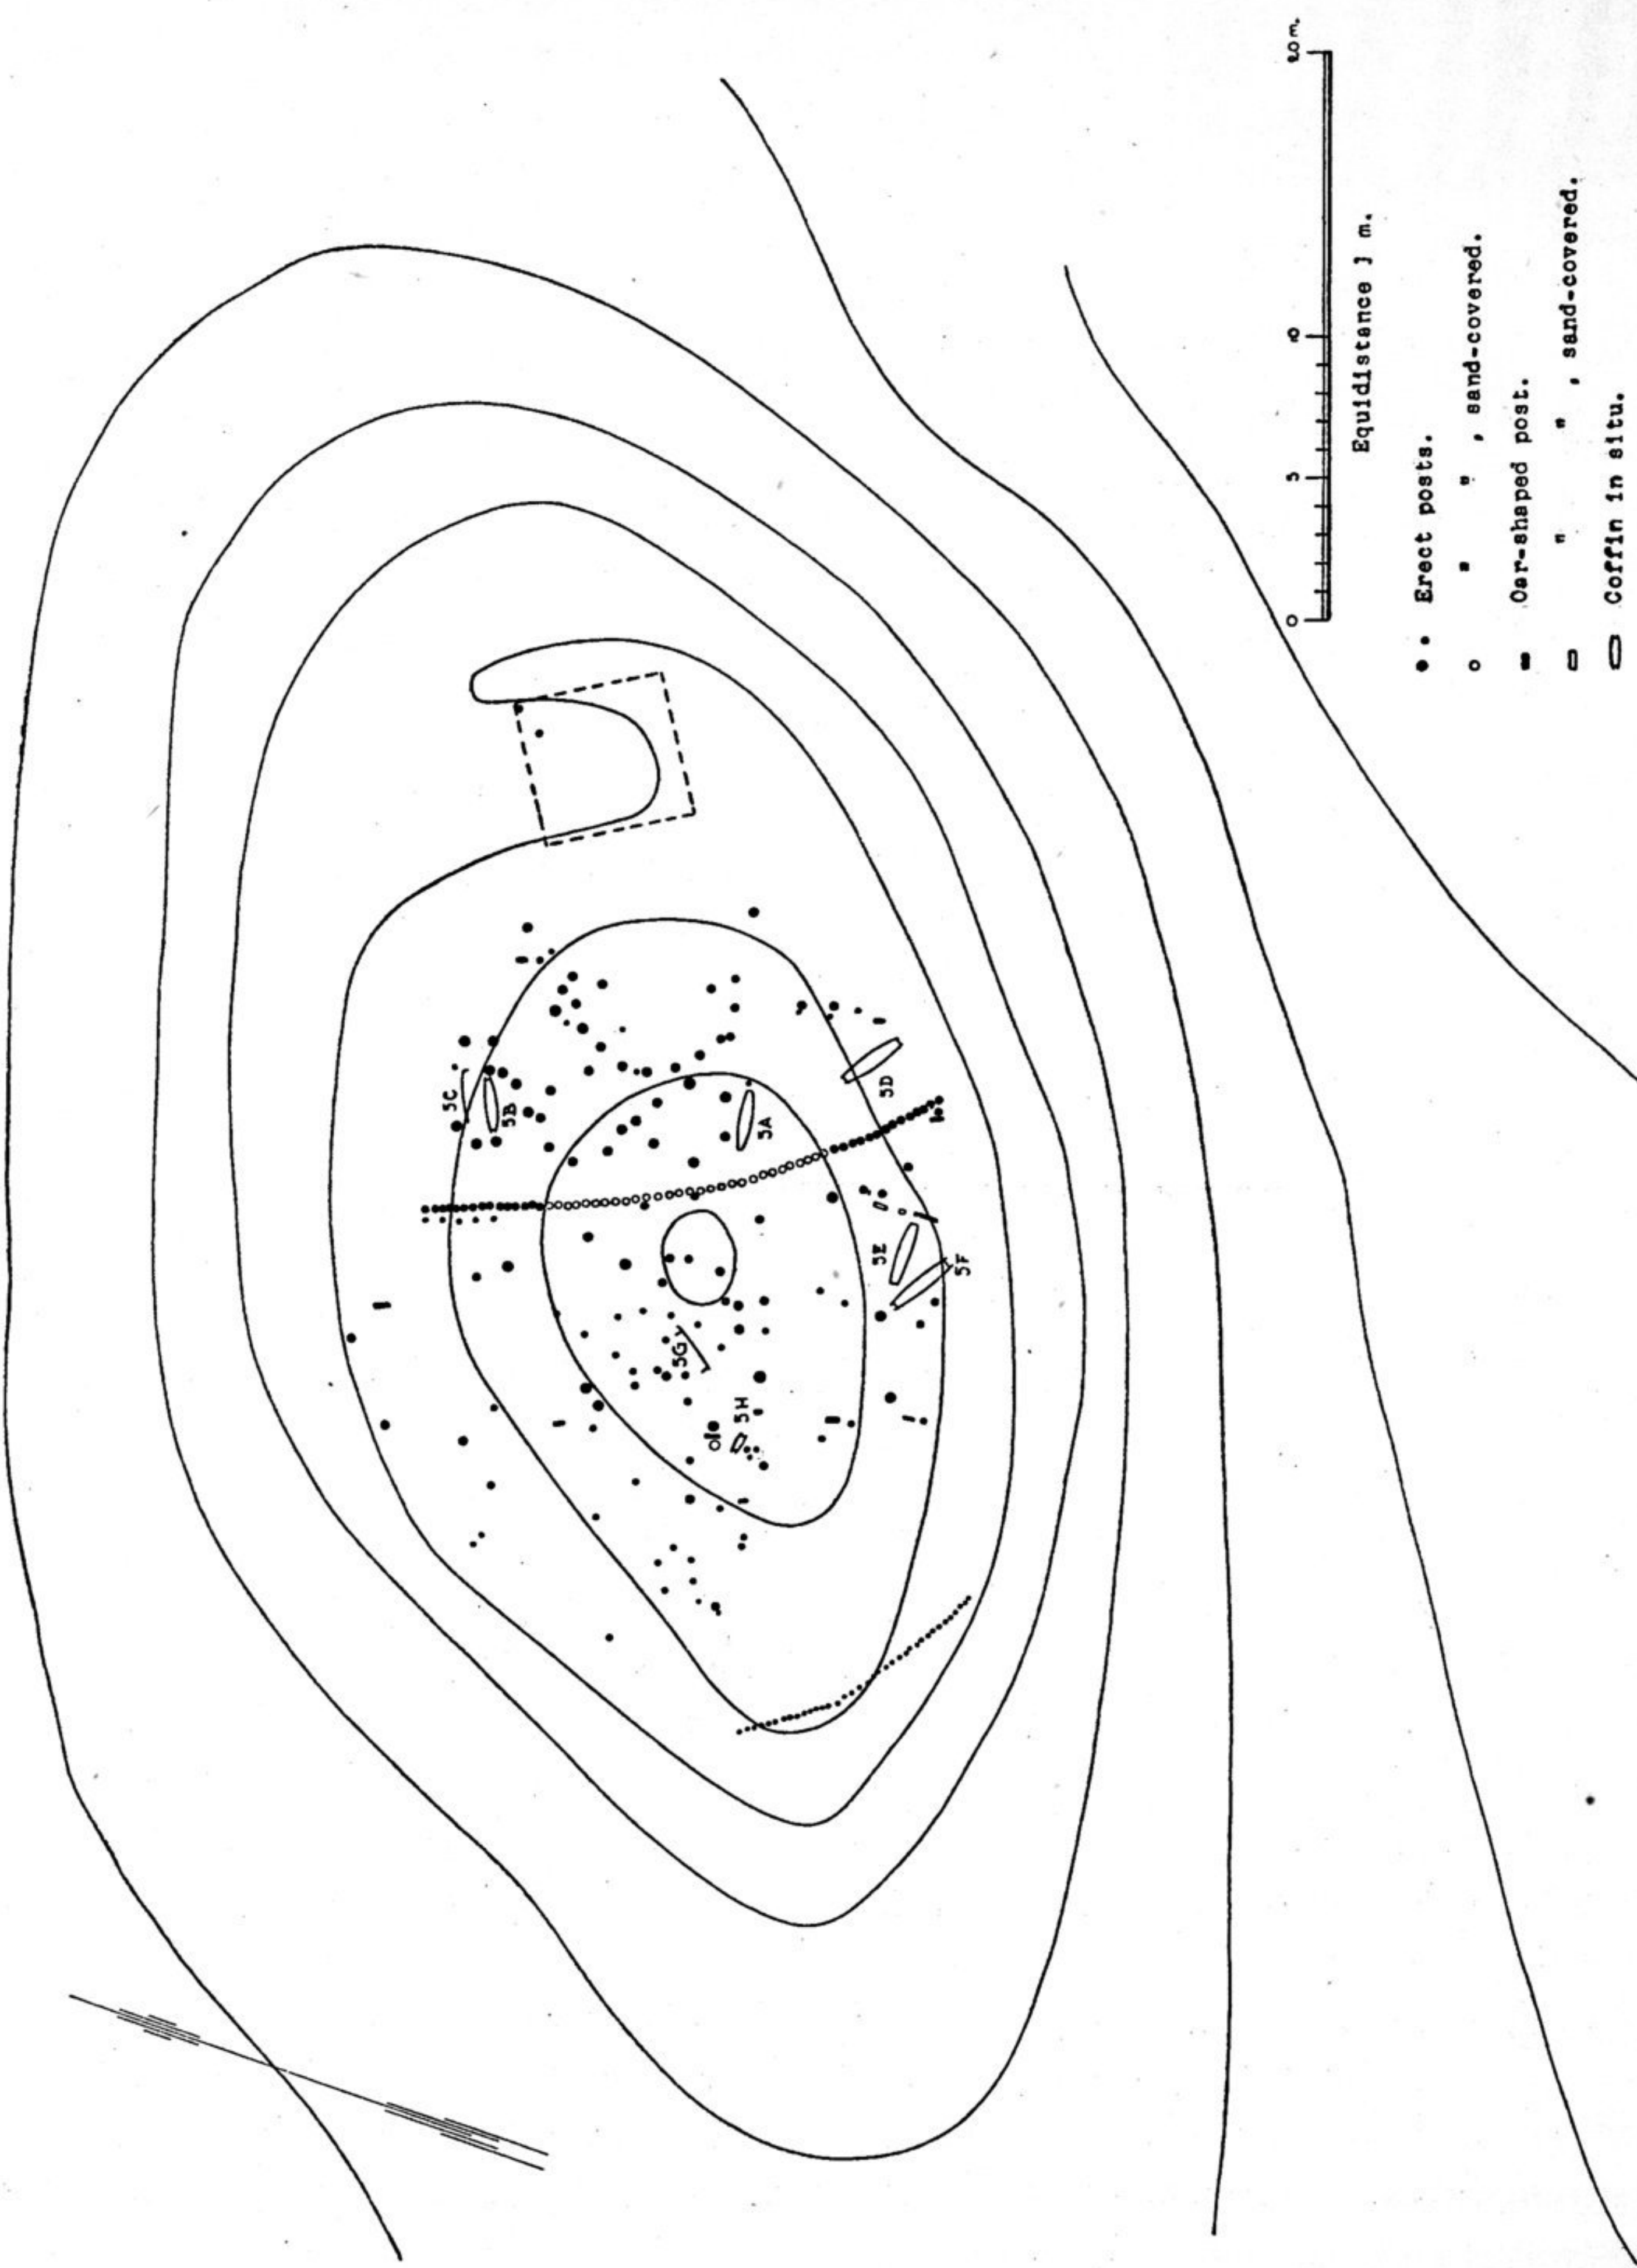 5C
5B
5A
5D
5E
5F
5G
5H
0 5 10 20 m.
Equidistance 1 m.
Erect posts.
" " , sand-covered.
Oar-shaped post.
" " , sand-covered.
Coffin in situ.